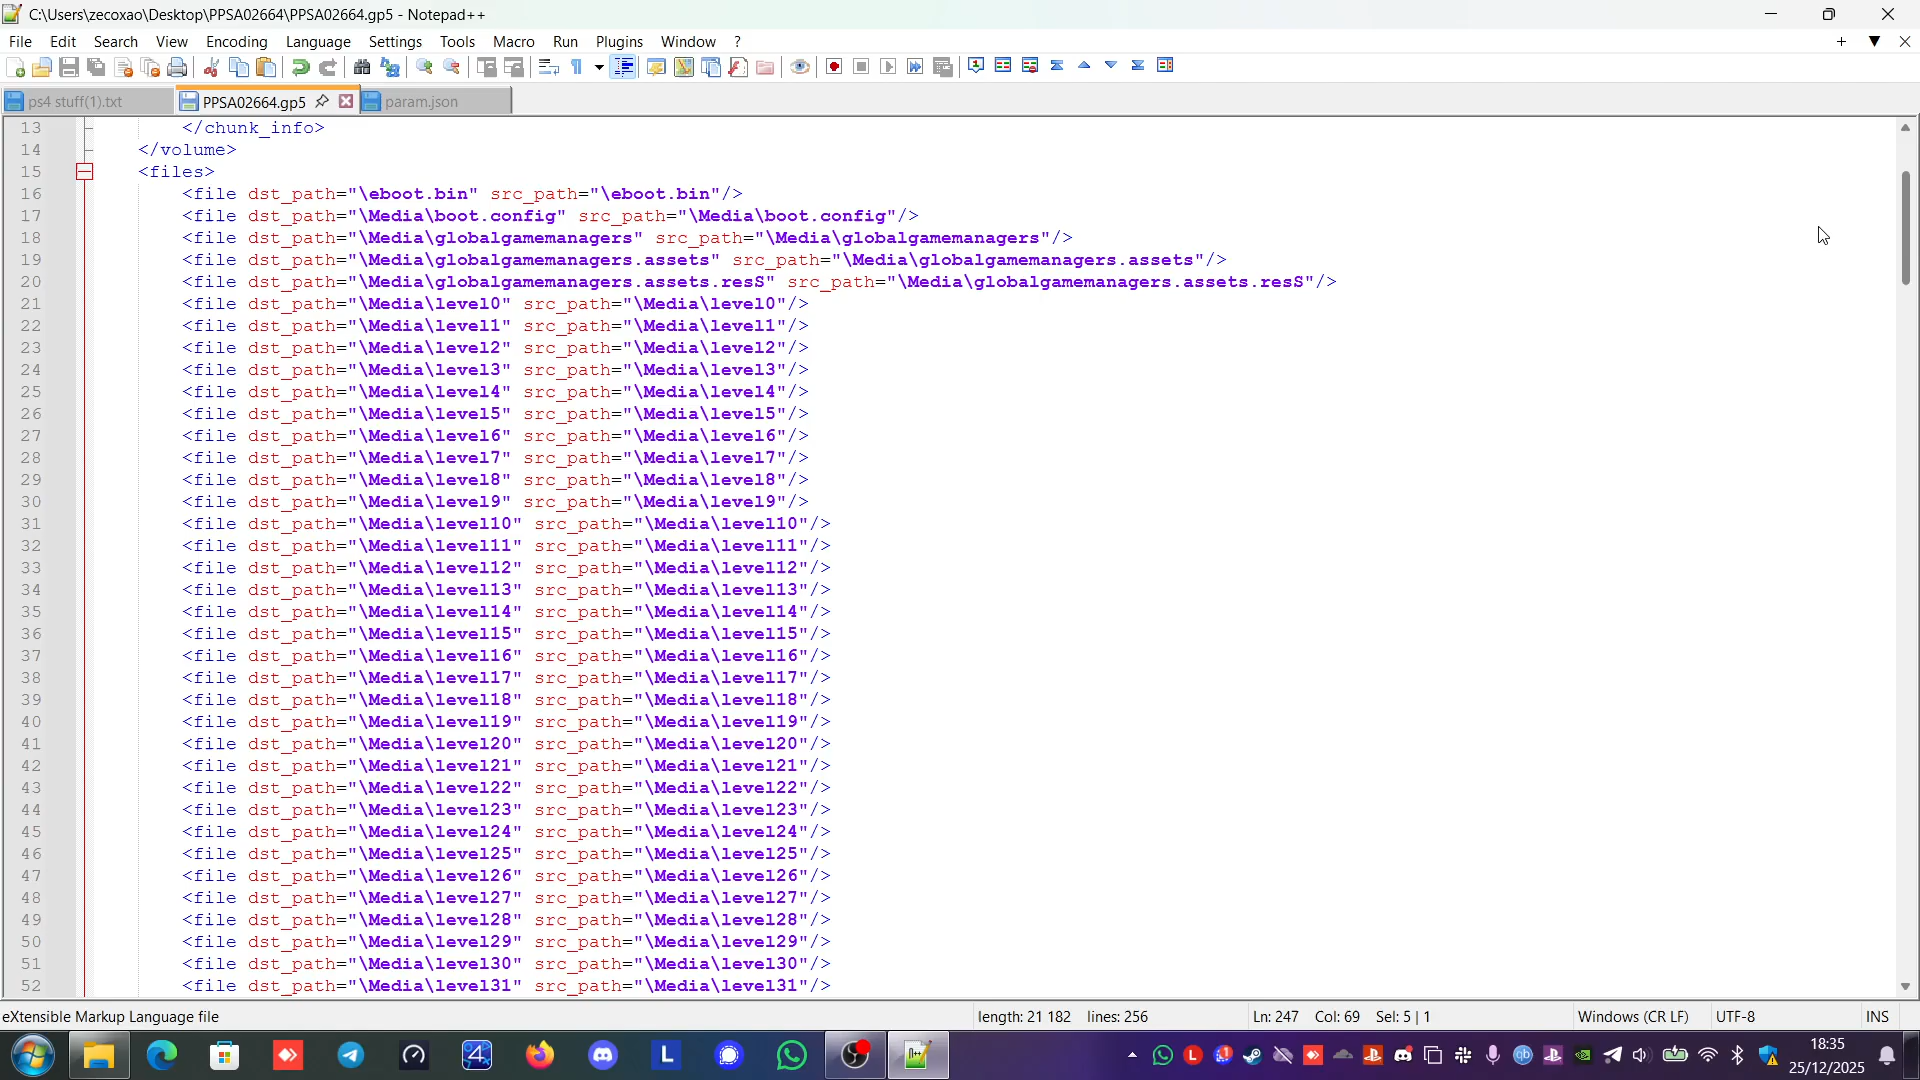 C:\Users\zecoxao\Desktop\PPSA02664\PPSA02664.gp5 - Notepad++
File Edit Search View Encoding Language Settings Tools Macro Run Plugins Window ?
ps4 stuff(1).txt PPSA02664.gp5 param.json
13 </chunk_info>
14 </volume>
15 <files>
16 <file dst_path="\eboot.bin" src_path="\eboot.bin"/>
17 <file dst_path="\Media\boot.config" src_path="\Media\boot.config"/>
18 <file dst_path="\Media\globalgamemanagers" src_path="\Media\globalgamemanagers"/>
19 <file dst_path="\Media\globalgamemanagers.assets" src_path="\Media\globalgamemanagers.assets"/>
20 <file dst_path="\Media\globalgamemanagers.assets.resS" src_path="\Media\globalgamemanagers.assets.resS"/>
21 <file dst_path="\Media\level0" src_path="\Media\level0"/>
22 <file dst_path="\Media\level1" src_path="\Media\level1"/>
23 <file dst_path="\Media\level2" src_path="\Media\level2"/>
24 <file dst_path="\Media\level3" src_path="\Media\level3"/>
25 <file dst_path="\Media\level4" src_path="\Media\level4"/>
26 <file dst_path="\Media\level5" src_path="\Media\level5"/>
27 <file dst_path="\Media\level6" src_path="\Media\level6"/>
28 <file dst_path="\Media\level7" src_path="\Media\level7"/>
29 <file dst_path="\Media\level8" src_path="\Media\level8"/>
30 <file dst_path="\Media\level9" src_path="\Media\level9"/>
31 <file dst_path="\Media\level10" src_path="\Media\level10"/>
32 <file dst_path="\Media\level11" src_path="\Media\level11"/>
33 <file dst_path="\Media\level12" src_path="\Media\level12"/>
34 <file dst_path="\Media\level13" src_path="\Media\level13"/>
35 <file dst_path="\Media\level14" src_path="\Media\level14"/>
36 <file dst_path="\Media\level15" src_path="\Media\level15"/>
37 <file dst_path="\Media\level16" src_path="\Media\level16"/>
38 <file dst_path="\Media\level17" src_path="\Media\level17"/>
39 <file dst_path="\Media\level18" src_path="\Media\level18"/>
40 <file dst_path="\Media\level19" src_path="\Media\level19"/>
41 <file dst_path="\Media\level20" src_path="\Media\level20"/>
42 <file dst_path="\Media\level21" src_path="\Media\level21"/>
43 <file dst_path="\Media\level22" src_path="\Media\level22"/>
44 <file dst_path="\Media\level23" src_path="\Media\level23"/>
45 <file dst_path="\Media\level24" src_path="\Media\level24"/>
46 <file dst_path="\Media\level25" src_path="\Media\level25"/>
47 <file dst_path="\Media\level26" src_path="\Media\level26"/>
48 <file dst_path="\Media\level27" src_path="\Media\level27"/>
49 <file dst_path="\Media\level28" src_path="\Media\level28"/>
50 <file dst_path="\Media\level29" src_path="\Media\level29"/>
51 <file dst_path="\Media\level30" src_path="\Media\level30"/>
52 <file dst_path="\Media\level31" src_path="\Media\level31"/>
eXtensible Markup Language file length: 21 182 lines: 256 Ln: 247 Col: 69 Sel: 5 | 1 Windows (CR LF) UTF-8 INS
18:35
25/12/2025